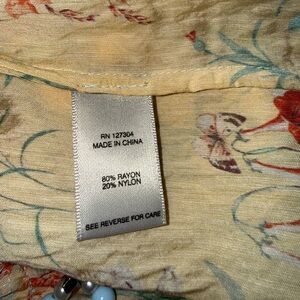 RN 127304
MADE IN CHINA
80% RAYON
20% NYLON
SEE REVERSE FOR CARE